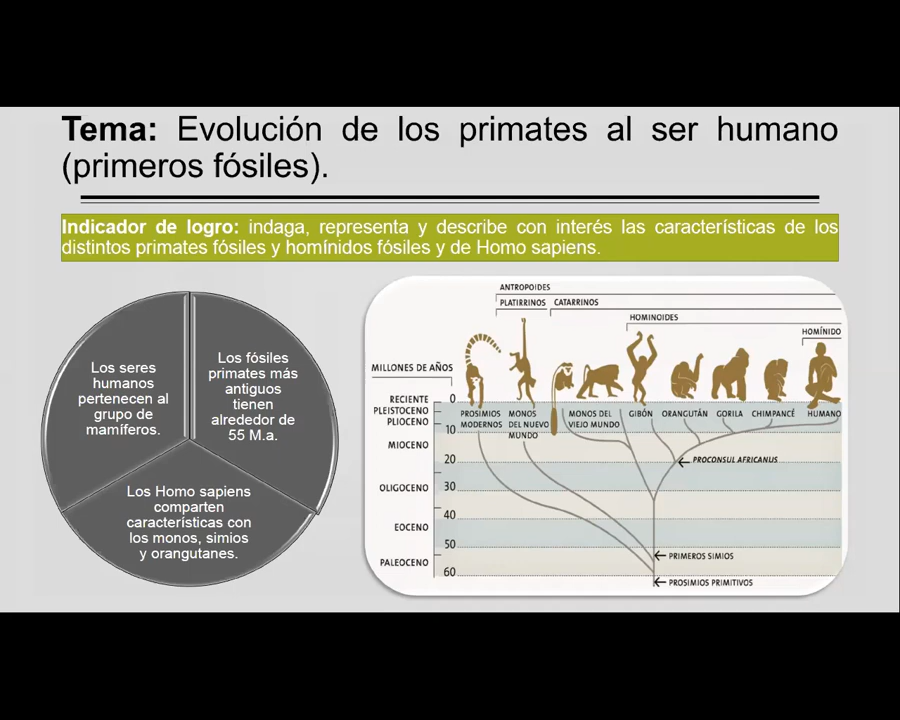 Tema: Evolución de los primates al ser humano
(primeros fósiles).
Indicador de logro: indaga, representa y describe con interés las características de los
distintos primates fósiles y homínidos fósiles y de Homo sapiens.
Los seres
humanos
pertenecen al
grupo de
mamíferos.
Los fósiles
primates más
antiguos
tienen
alrededor de
55 M.a.
Los Homo sapiens
comparten
características con
los monos, simios
y orangutanes.
ANTROPOIDES
PLATIRRINOS CATARRINOS
HOMINOIDES
HOMÍNIDO
MILLONES DE AÑOS
RECIENTE 0
PLEISTOCENO
PLIOCENO
10
MIOCENO
20
OLIGOCENO 30
40
EOCENO
50
PALEOCENO
60
PROSIMIOS
MODERNOS
MONOS
DEL NUEVO
MUNDO
MONOS DEL
VIEJO MUNDO
GIBÓN
ORANGUTÁN
GORILA
CHIMPANCÉ
HUMANO
PROCONSUL AFRICANUS
PRIMEROS SIMIOS
PROSIMIOS PRIMITIVOS